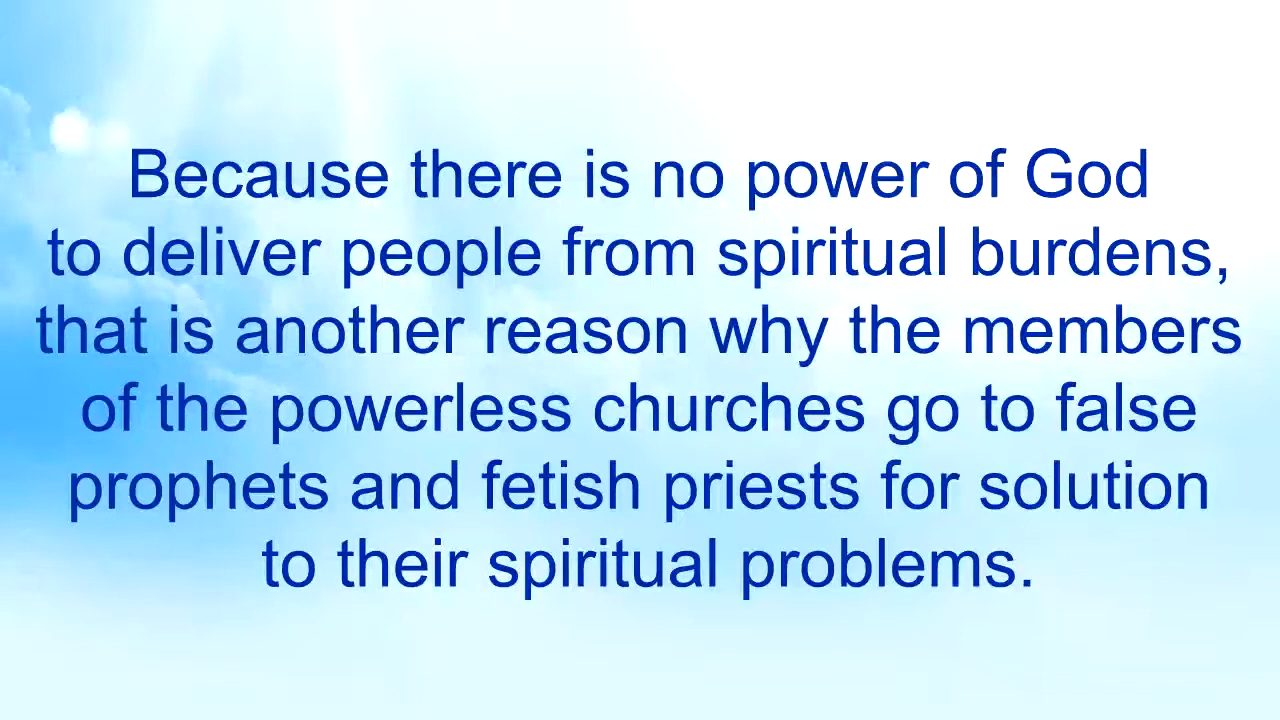 Because there is no power of God
to deliver people from spiritual burdens,
that is another reason why the members
of the powerless churches go to false
prophets and fetish priests for solution
to their spiritual problems.